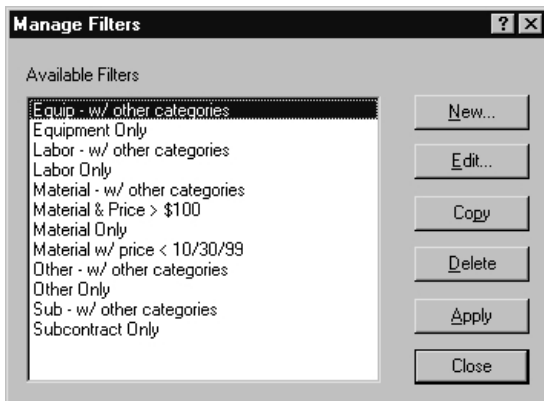 Manage Filters
Available Filters
Equip - w/ other categories
Equipment Only
Labor - w/ other categories
Labor Only
Material - w/ other categories
Material & Price > $100
Material Only
Material w/ price < 10/30/99
Other - w/ other categories
Other Only
Sub - w/ other categories
Subcontract Only
New...
Edit...
Copy
Delete
Apply
Close